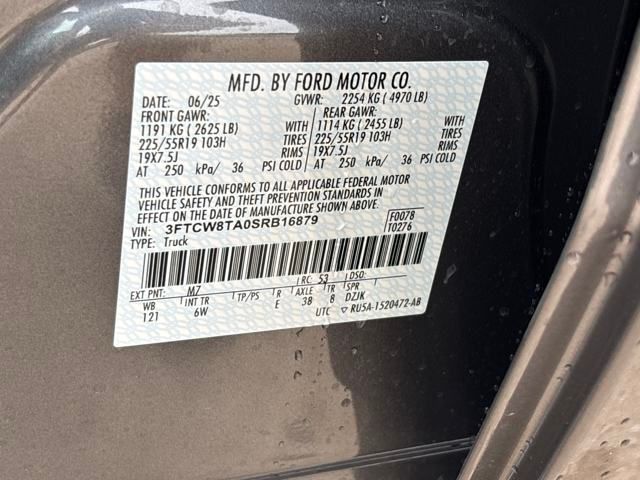 MFD. BY FORD MOTOR CO.
DATE: 06/25 GVWR: 2254 KG ( 4970 LB)
FRONT GAWR: REAR GAWR:
1191 KG ( 2625 LB) WITH 1114 KG ( 2455 LB) WITH
225/55R19 103H TIRES 225/55R19 103H TIRES
19X7.5J RIMS 19X7.5J RIMS
AT 250 kPa/ 36 PSI COLD AT 250 kPa/ 36 PSI COLD
THIS VEHICLE CONFORMS TO ALL APPLICABLE FEDERAL MOTOR
VEHICLE SAFETY AND THEFT PREVENTION STANDARDS IN
EFFECT ON THE DATE OF MANUFACTURE SHOWN ABOVE.
VIN: 3FTCW8TA0SRB16879 F0078
TYPE: Truck T0276
EXT PNT: M7 RC: 53 DSO:
WB INT TR TP/PS R AXLE TR SPR
121 6W E 38 8 DZJK
UTC ▽ RU5A-1520472-AB